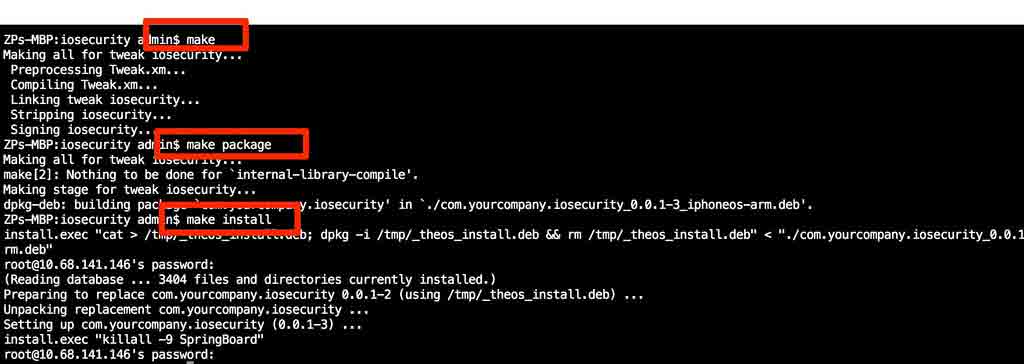 ZPs-MBP:iosecurity admin$ make
Making all for tweak iosecurity...
Preprocessing Tweak.xm...
Compiling Tweak.xm...
Linking tweak iosecurity...
Stripping iosecurity...
Signing iosecurity...
ZPs-MBP:iosecurity admin$ make package
Making all for tweak iosecurity...
make[2]: Nothing to be done for `internal-library-compile'.
Making stage for tweak iosecurity...
dpkg-deb: building package `com.yourcompany.iosecurity' in `./com.yourcompany.iosecurity_0.0.1-3_iphoneos-arm.deb'.
ZPs-MBP:iosecurity admin$ make install
install.exec "cat > /tmp/_theos_install.deb; dpkg -i /tmp/_theos_install.deb && rm /tmp/_theos_install.deb" < "./com.yourcompany.iosecurity_0.0.1
rm.deb"
root@10.68.141.146's password:
(Reading database ... 3404 files and directories currently installed.)
Preparing to replace com.yourcompany.iosecurity 0.0.1-2 (using /tmp/_theos_install.deb) ...
Unpacking replacement com.yourcompany.iosecurity ...
Setting up com.yourcompany.iosecurity (0.0.1-3) ...
install.exec "killall -9 SpringBoard"
root@10.68.141.146's password: